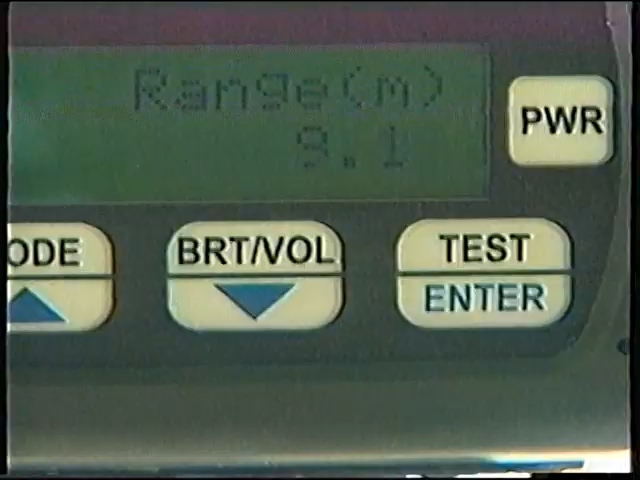 Range(m)
9.1
PWR
ODE
BRT/VOL
TEST
ENTER